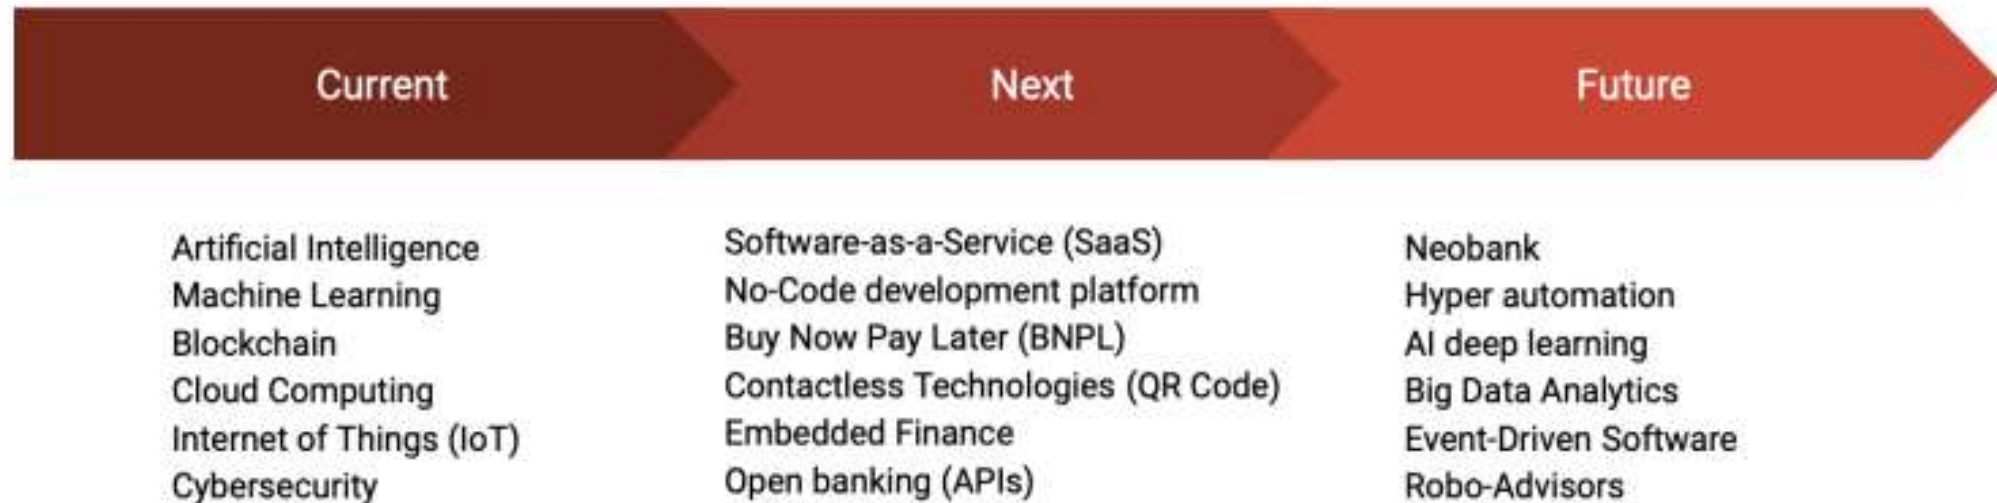 Current
Next
Future
Artificial Intelligence
Machine Learning
Blockchain
Cloud Computing
Internet of Things (IoT)
Cybersecurity
Software-as-a-Service (SaaS)
No-Code development platform
Buy Now Pay Later (BNPL)
Contactless Technologies (QR Code)
Embedded Finance
Open banking (APIs)
Neobank
Hyper automation
AI deep learning
Big Data Analytics
Event-Driven Software
Robo-Advisors